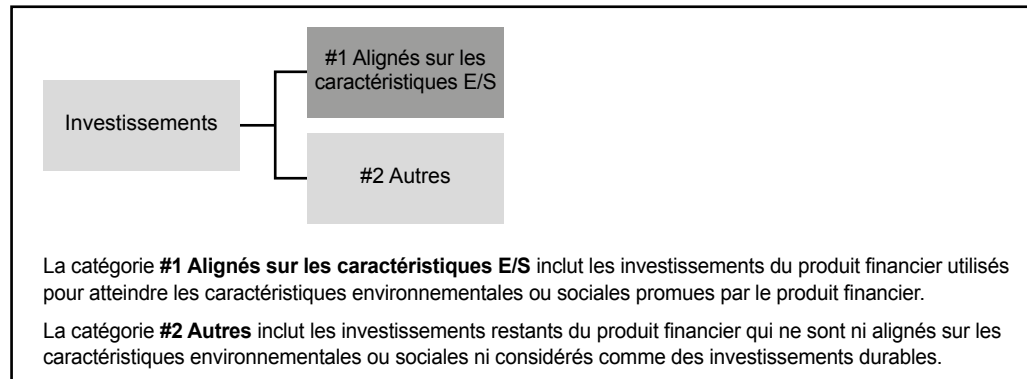 #1 Alignés sur les
caractéristiques E/S
Investissements
#2 Autres
La catégorie #1 Alignés sur les caractéristiques E/S inclut les investissements du produit financier utilisés
pour atteindre les caractéristiques environnementales ou sociales promues par le produit financier.
La catégorie #2 Autres inclut les investissements restants du produit financier qui ne sont ni alignés sur les
caractéristiques environnementales ou sociales ni considérés comme des investissements durables.